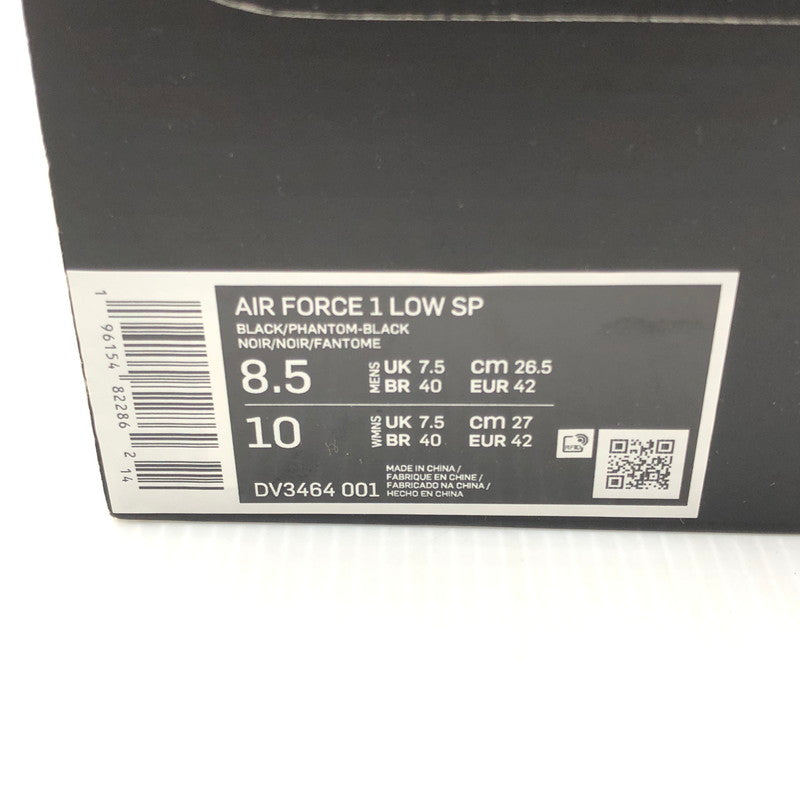 AIR FORCE 1 LOW SP
BLACK/PHANTOM-BLACK
NOIR/NOIR/FANTOME
8.5 MENS UK 7.5 cm 26.5
BR 40 EUR 42
10 WMNS UK 7.5 cm 27
BR 40 EUR 42
DV3464 001
MADE IN CHINA /
FABRIQUE EN CHINE /
FABRICADO NA CHINA /
HECHO EN CHINA
RFID
1 96154 82286 2 14